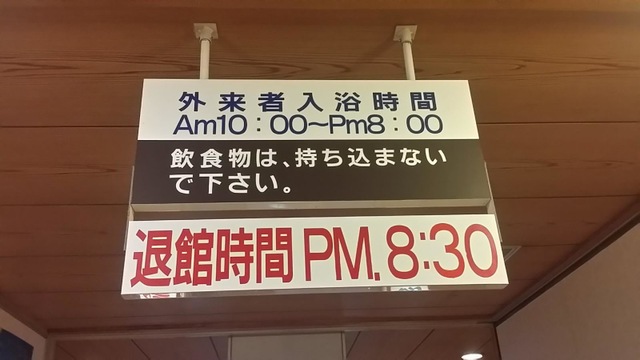 外来者入浴時間
Am10：00〜Pm8：00
飲食物は、持ち込まない
で下さい。
退館時間 PM. 8:30